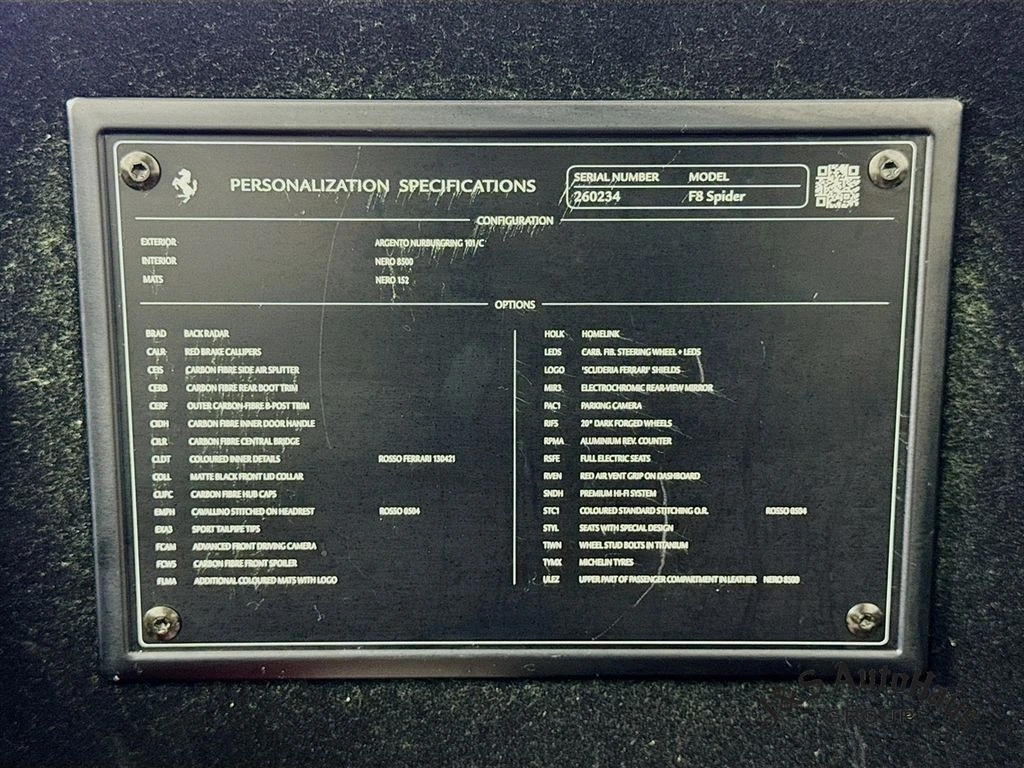 PERSONALIZATION SPECIFICATIONS
SERIAL NUMBER MODEL
260234 F8 Spider
CONFIGURATION
EXTERIOR ARGENTO NURBURGRING 101/C
INTERIOR NERO 8500
MATS NERO 152
OPTIONS
BRAD BACK RADAR
CALR RED BRAKE CALLIPERS
CEIS CARBON FIBRE SIDE AIR SPLITTER
CERB CARBON FIBRE REAR BOOT TRIM
CERF OUTER CARBON-FIBRE B-POST TRIM
CIDH CARBON FIBRE INNER DOOR HANDLE
CILR CARBON FIBRE CENTRAL BRIDGE
CLDT COLOURED INNER DETAILS ROSSO FERRARI 130421
COLL MATTE BLACK FRONT LID COLLAR
CUPC CARBON FIBRE HUB CAPS
EMPH CAVALLINO STITCHED ON HEADREST ROSSO 0504
EXA3 SPORT TAILPIPE TIPS
FCAM ADVANCED FRONT DRIVING CAMERA
FCW5 CARBON FIBRE FRONT SPOILER
FLMA ADDITIONAL COLOURED MATS WITH LOGO
HOLK HOMELINK
LEDS CARB. FIB. STEERING WHEEL + LEDS
LOGO 'SCUDERIA FERRARI' SHIELDS
MIR3 ELECTROCHROMIC REAR-VIEW MIRROR
PAC1 PARKING CAMERA
RIF5 20" DARK FORGED WHEELS
RPMA ALUMINIUM REV. COUNTER
RSFE FULL ELECTRIC SEATS
RVEN RED AIR VENT GRIP ON DASHBOARD
SNDH PREMIUM HI-FI SYSTEM
STC1 COLOURED STANDARD STITCHING O.R. ROSSO 0504
STYL SEATS WITH SPECIAL DESIGN
TIWN WHEEL STUD BOLTS IN TITANIUM
TYMX MICHELIN TYRES
ULEZ UPPER PART OF PASSENGER COMPARTMENT IN LEATHER NERO 8500
GROUP